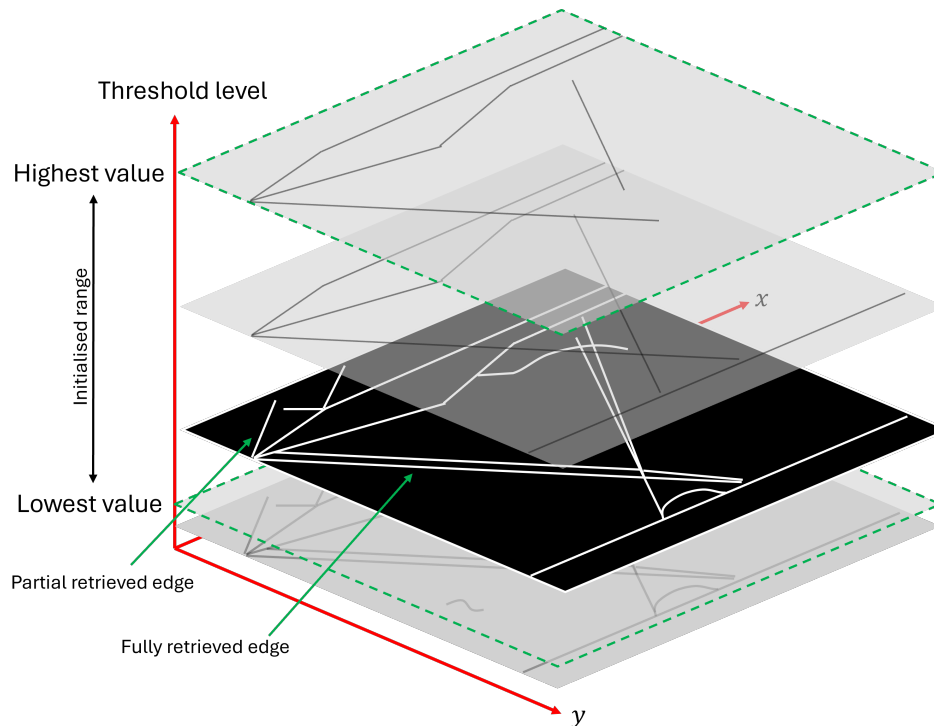 Threshold level
Highest value
Initialised range
x
Lowest value
Partial retrieved edge
Fully retrieved edge
y